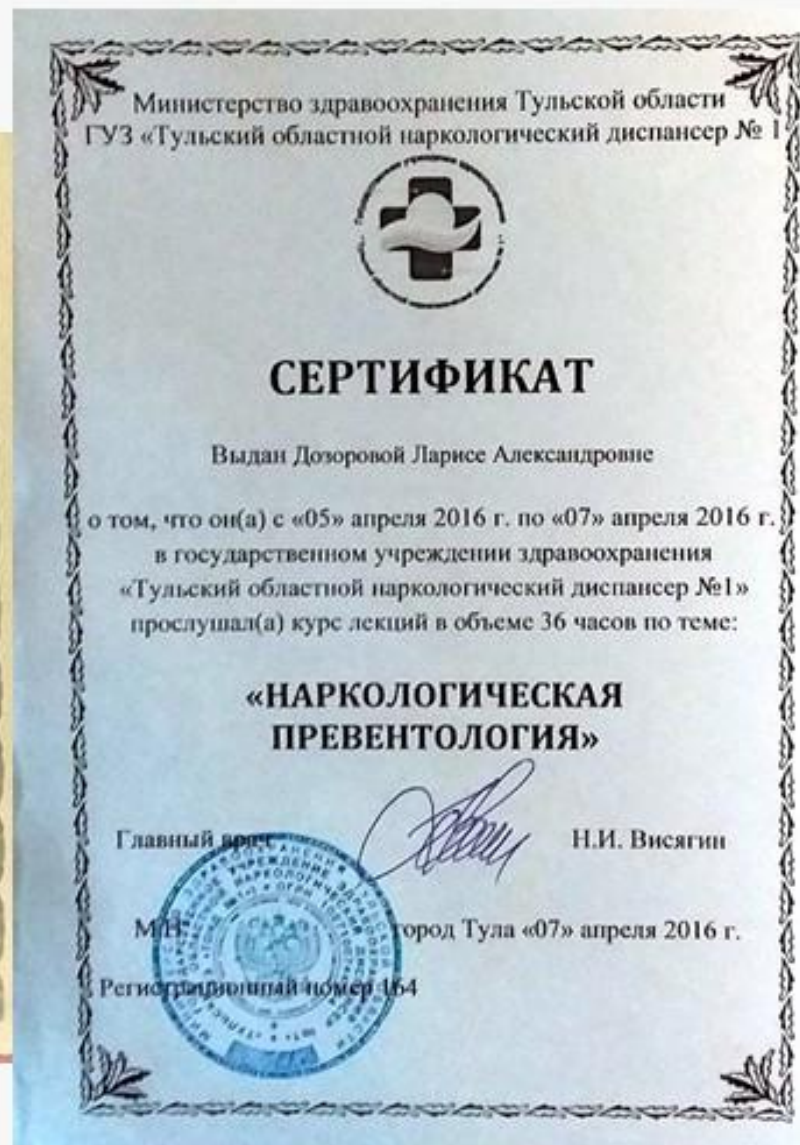 Министерство здравоохранения Тульской области
ГУЗ «Тульский областной наркологический диспансер № 1
СЕРТИФИКАТ
Выдан Дозоровой Ларисе Александровне
о том, что он(а) с «05» апреля 2016 г. по «07» апреля 2016 г.
в государственном учреждении здравоохранения
«Тульский областной наркологический диспансер №1»
прослушал(а) курс лекций в объеме 36 часов по теме:
«НАРКОЛОГИЧЕСКАЯ
ПРЕВЕНТОЛОГИЯ»
Главный врач Н.И. Висягин
М.П. город Тула «07» апреля 2016 г.
Регистрационный номер 164